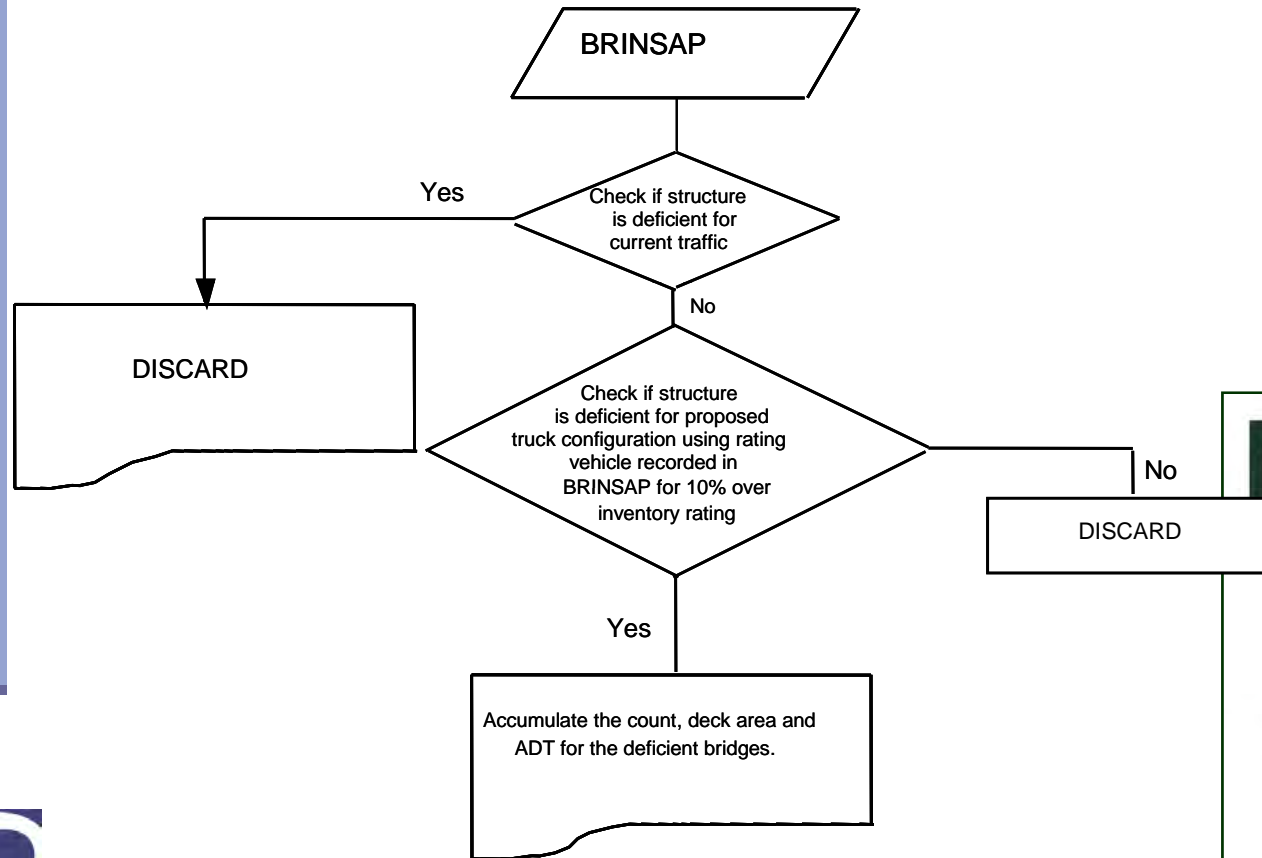 BRINSAP
Yes
Check if structure
is deficient for
current traffic
No
DISCARD
Check if structure
is deficient for proposed
truck configuration using rating
vehicle recorded in
BRINSAP for 10% over
inventory rating
No
DISCARD
Yes
Accumulate the count, deck area and
ADT for the deficient bridges.